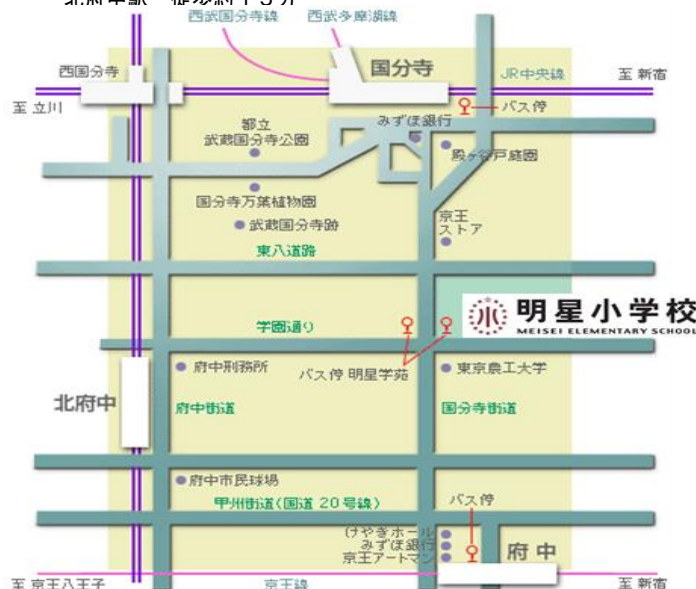 北府中駅 徒歩約15分
西武国分寺線
西武多摩湖線
西国分寺
国分寺
JR中央線
至 新宿
至 立川
バス停
みずほ銀行
都立
武蔵国分寺公園
殿ヶ谷戸庭園
国分寺万葉植物園
武蔵国分寺跡
京王
ストア
東八道路
明星小学校
MEISEI ELEMENTARY SCHOOL
学園通り
バス停 明星学苑
府中刑務所
東京農工大学
北府中
府中街道
国分寺街道
府中市民球場
甲州街道(国道 20号線)
バス停
けやきホール
みずほ銀行
京王アートマン
府中
至 京王八王子
京王線
至 新宿